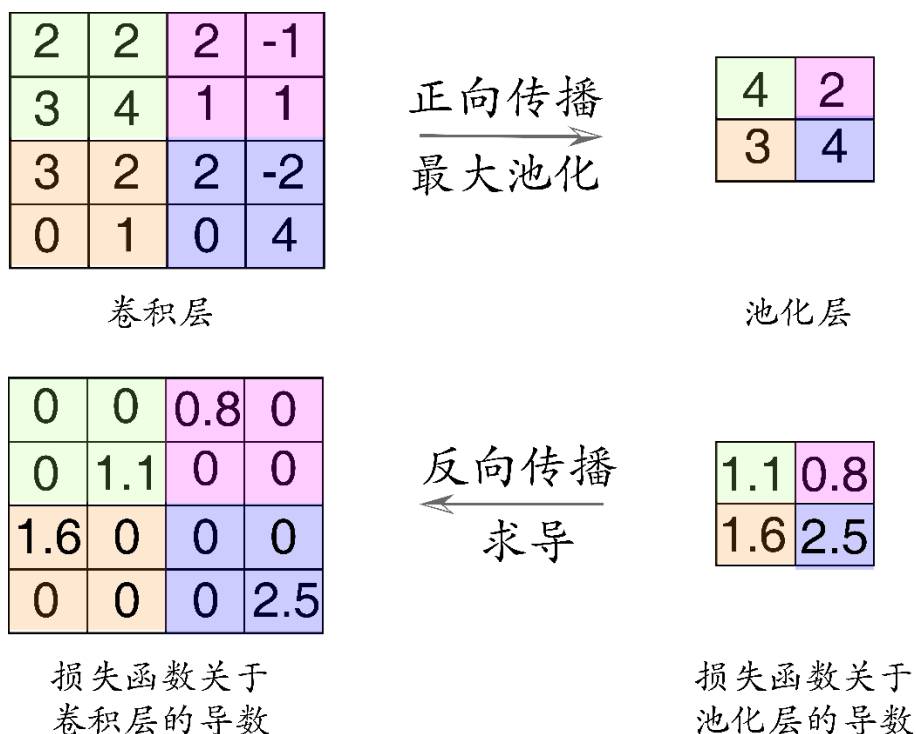 2 2 2 -1
3 4 1 1
3 2 2 -2
0 1 0 4
卷积层
正向传播
最大池化
4 2
3 4
池化层
0 0 0.8 0
0 1.1 0 0
1.6 0 0 0
0 0 0 2.5
损失函数关于
卷积层的导数
反向传播
求导
1.1 0.8
1.6 2.5
损失函数关于
池化层的导数